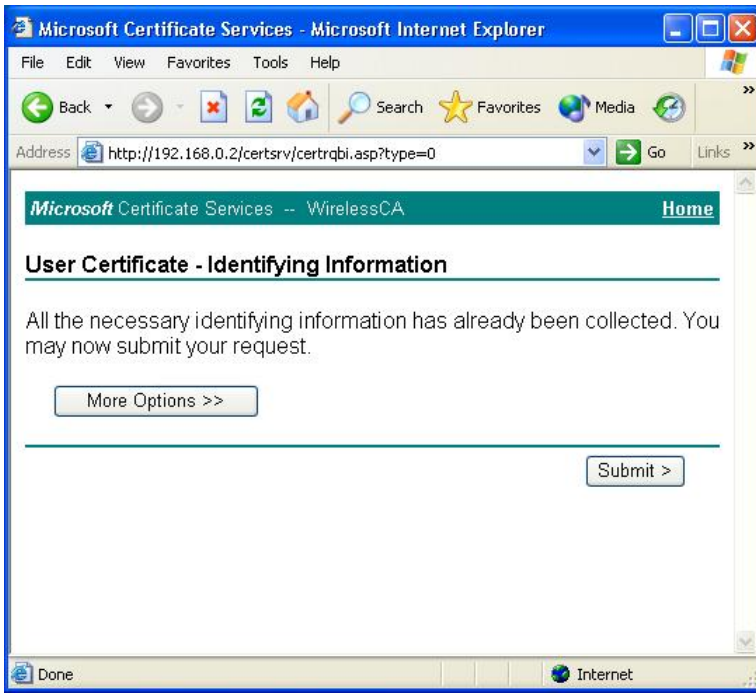 Microsoft Certificate Services - Microsoft Internet Explorer
File Edit View Favorites Tools Help
Back Search Favorites Media »
Address http://192.168.0.2/certsrv/certrqbi.asp?type=0 Go Links »
Microsoft Certificate Services -- WirelessCA Home
User Certificate - Identifying Information
All the necessary identifying information has already been collected. You
may now submit your request.
More Options >>
Submit >
Done Internet